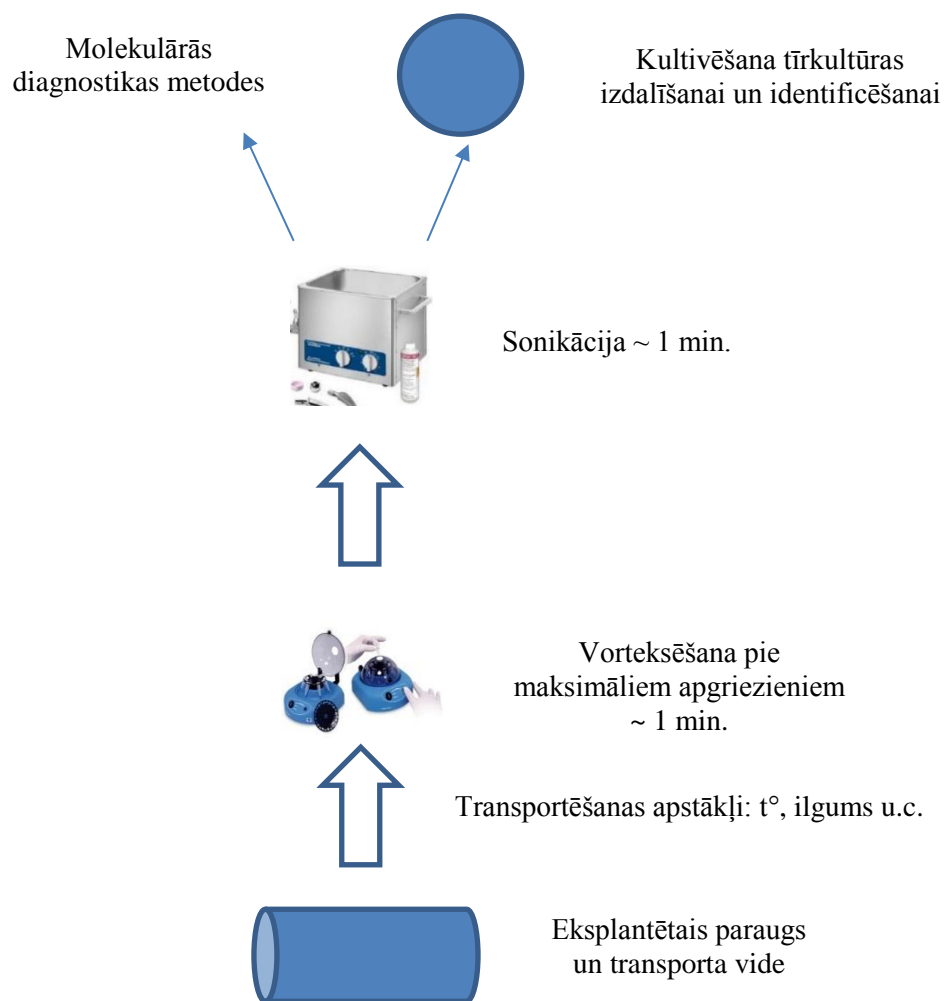 Molekulārās
diagnostikas metodes
Kultivēšana tīrkultūras
izdalīšanai un identificēšanai
Sonikācija ~ 1 min.
Vorteksēšana pie
maksimāliem apgriezieniem
~ 1 min.
Transportēšanas apstākļi: t°, ilgums u.c.
Eksplantētais paraugs
un transporta vide